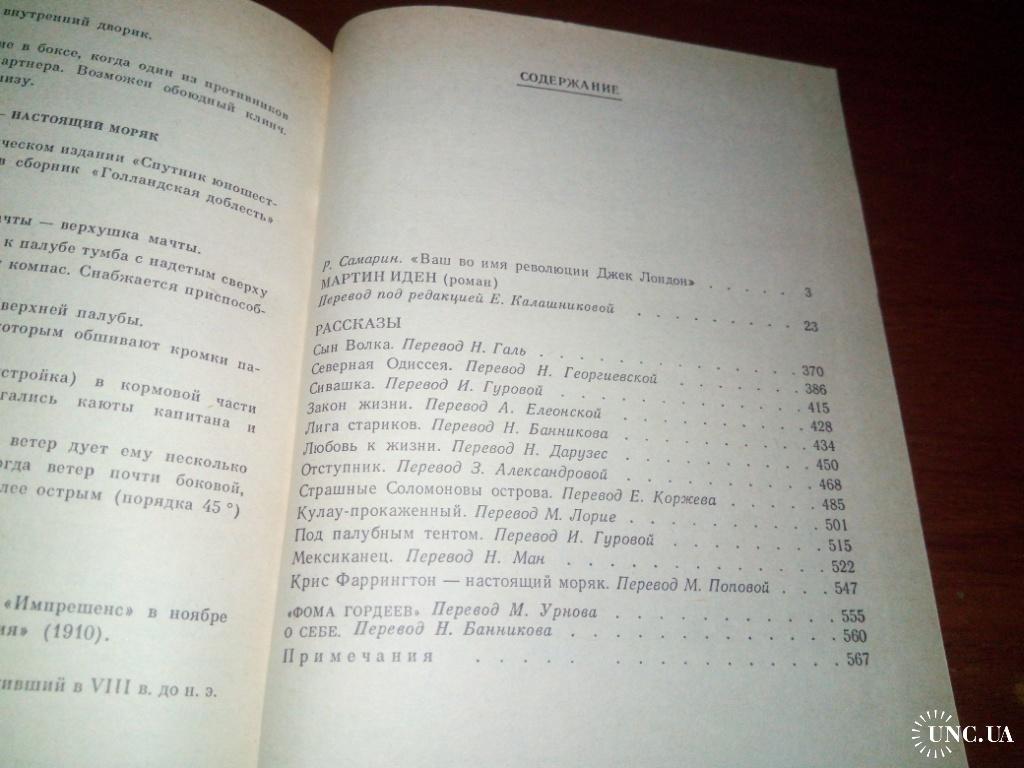 внутренний дворик.
в боксе, когда один из противников
партнера. Возможен обоюдный клинч.
низу.
— НАСТОЯЩИЙ МОРЯК
ическом издании «Спутник юношест-
в сборник «Голландская доблесть»
мачты — верхушка мачты.
к палубе тумба с надетым сверху
компас. Снабжается приспособ-
верхней палубы.
которым обшивают кромки па-
стройка) в кормовой части
гались каюты капитана и
ветер дует ему несколько
огда ветер почти боковой,
лее острым (порядка 45°)
«Импрешенс» в ноябре
ия» (1910).
живший в VIII в. до н. э.
СОДЕРЖАНИЕ
Р. Самарин. «Ваш во имя революции Джек Лондон» . . . . . 3
МАРТИН ИДЕН (роман)
Перевод под редакцией Е. Калашниковой . . . . . . . . . 23
РАССКАЗЫ
Сын Волка. Перевод Н. Галь . . . . . . . . . . . . 370
Северная Одиссея. Перевод Н. Георгиевской . . . . . . 386
Сивашка. Перевод И. Гуровой . . . . . . . . . . . 415
Закон жизни. Перевод А. Елеонской . . . . . . . . . 428
Лига стариков. Перевод Н. Банникова . . . . . . . . . 434
Любовь к жизни. Перевод Н. Дарузес . . . . . . . . . 450
Отступник. Перевод З. Александровой . . . . . . . . . 468
Страшные Соломоновы острова. Перевод Е. Коржева . . . . 485
Кулау-прокаженный. Перевод М. Лорие . . . . . . . . . 501
Под палубным тентом. Перевод И. Гуровой . . . . . . . 515
Мексиканец. Перевод Н. Ман . . . . . . . . . . . 522
Крис Фаррингтон — настоящий моряк. Перевод М. Поповой . . 547
«ФОМА ГОРДЕЕВ» Перевод М. Урнова . . . . . . . . . . 555
О СЕБЕ. Перевод Н. Банникова . . . . . . . . . . . . 560
Примечания . . . . . . . . . . . . . . . 567
UNC.UA